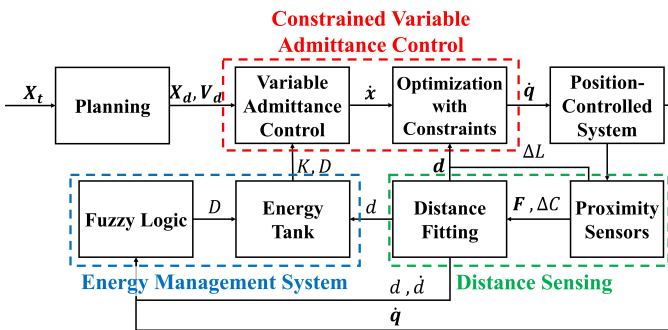 Constrained Variable
Admittance Control
X_t
Planning
X_d, V_d
Variable
Admittance
Control
ẋ
Optimization
with
Constraints
q̇
Position-
Controlled
System
K, D
d
ΔL
Fuzzy Logic
D
Energy
Tank
d
Distance
Fitting
F , ΔC
Proximity
Sensors
Energy Management System
d , ḋ
Distance Sensing
q̇